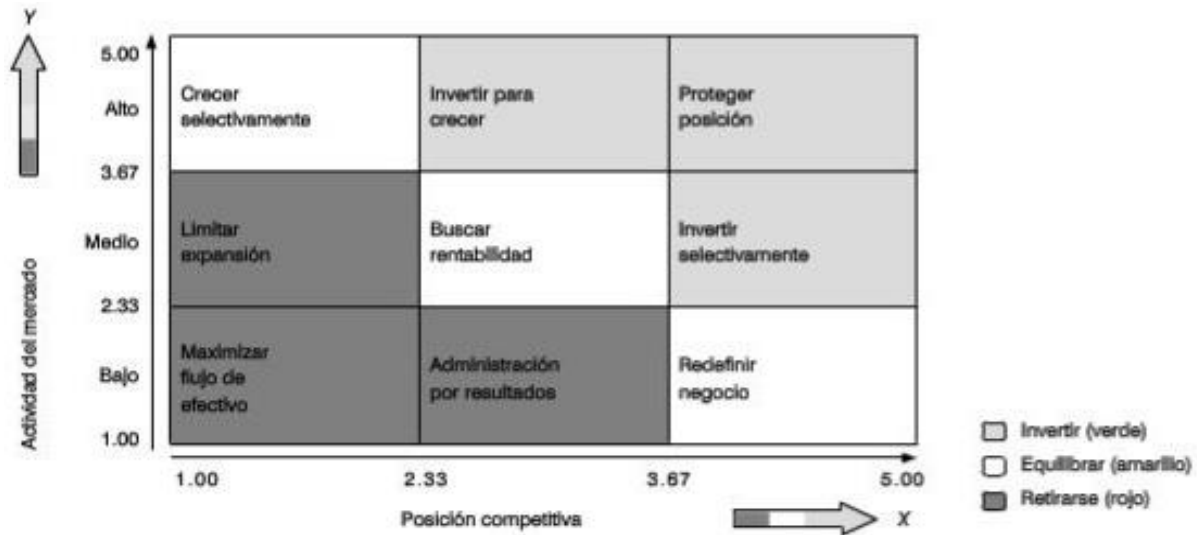 Y
5.00
Alto
3.67
Medio
2.33
Bajo
1.00
Actividad del mercado
Crecer
selectivamente
Invertir para
crecer
Proteger
posición
Limitar
expansión
Buscar
rentabilidad
Invertir
selectivamente
Maximizar
flujo de
efectivo
Administración
por resultados
Redefinir
negocio
1.00 2.33 3.67 5.00
Posición competitiva
X
Invertir (verde)
Equilibrar (amarillo)
Retirarse (rojo)